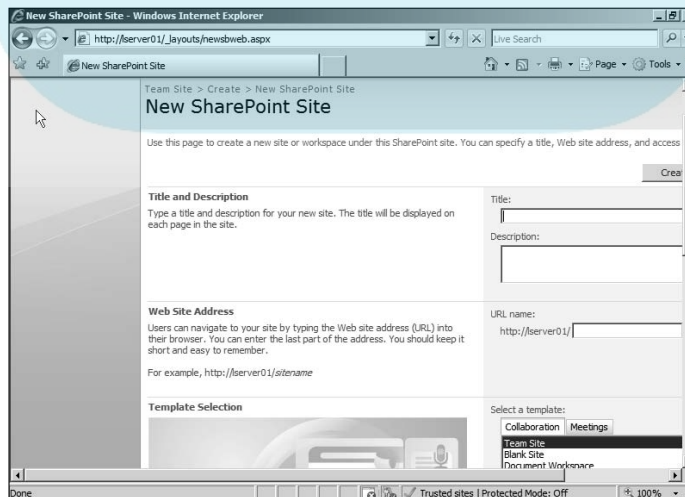 New SharePoint Site - Windows Internet Explorer
http://lserver01/_layouts/newsbweb.aspx
Live Search
New SharePoint Site
Page
Tools
Team Site > Create > New SharePoint Site
New SharePoint Site
Use this page to create a new site or workspace under this SharePoint site. You can specify a title, Web site address, and access
Crea
Title and Description
Type a title and description for your new site. The title will be displayed on
each page in the site.
Title:
Description:
Web Site Address
Users can navigate to your site by typing the Web site address (URL) into
their browser. You can enter the last part of the address. You should keep it
short and easy to remember.
For example, http://lserver01/sitename
URL name:
http://lserver01/
Template Selection
Select a template:
Collaboration
Meetings
Team Site
Blank Site
Document Workspace
Done
Trusted sites | Protected Mode: Off
100%